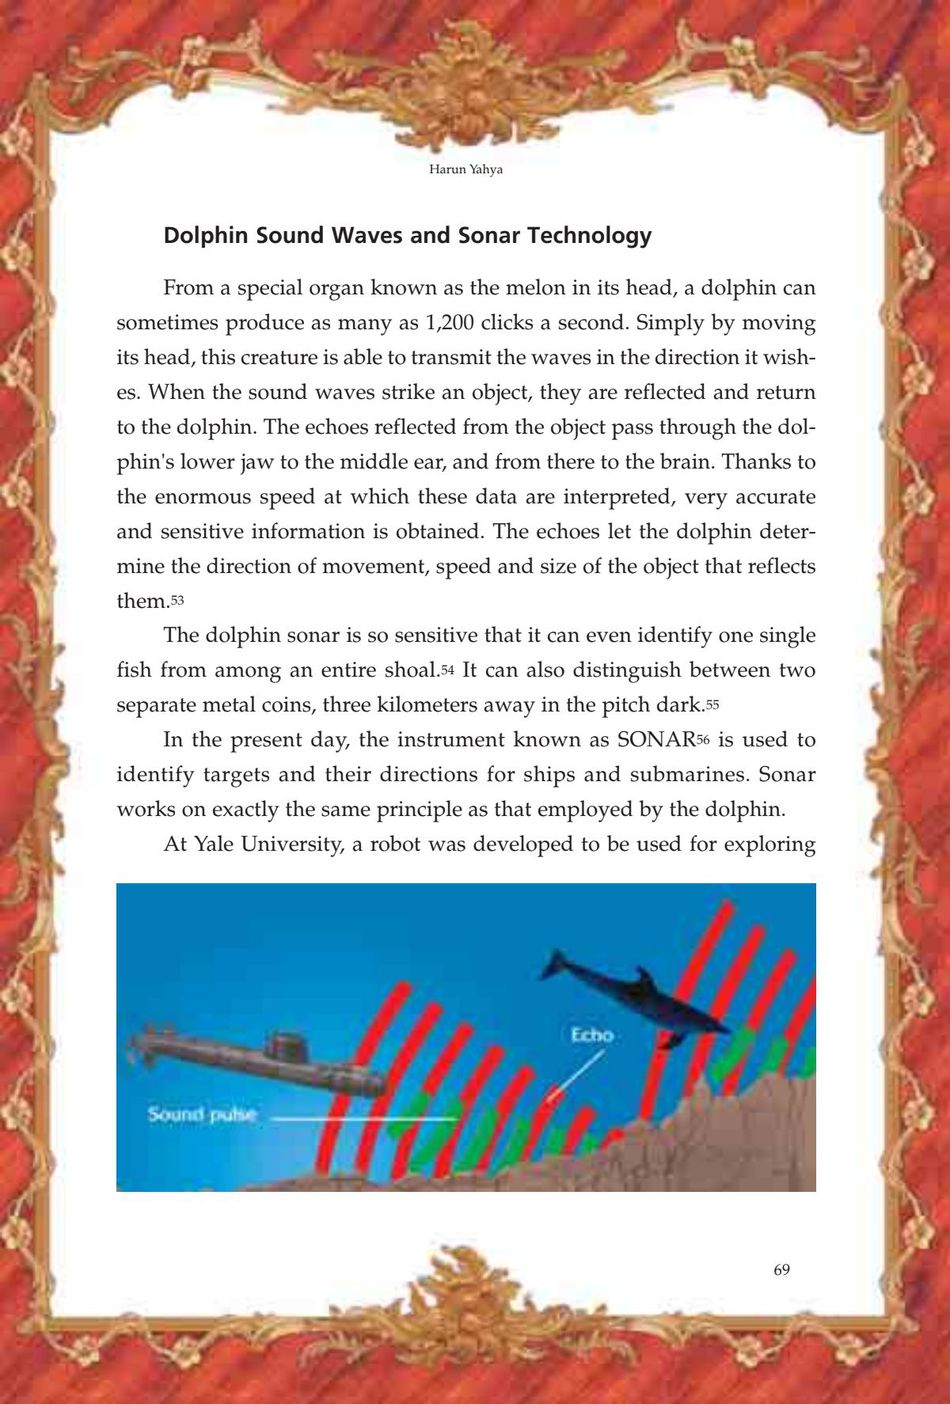 Harun Yahya
Dolphin Sound Waves and Sonar Technology
From a special organ known as the melon in its head, a dolphin can
sometimes produce as many as 1,200 clicks a second. Simply by moving
its head, this creature is able to transmit the waves in the direction it wish-
es. When the sound waves strike an object, they are reflected and return
to the dolphin. The echoes reflected from the object pass through the dol-
phin's lower jaw to the middle ear, and from there to the brain. Thanks to
the enormous speed at which these data are interpreted, very accurate
and sensitive information is obtained. The echoes let the dolphin deter-
mine the direction of movement, speed and size of the object that reflects
them.53
The dolphin sonar is so sensitive that it can even identify one single
fish from among an entire shoal.54 It can also distinguish between two
separate metal coins, three kilometers away in the pitch dark.55
In the present day, the instrument known as SONAR56 is used to
identify targets and their directions for ships and submarines. Sonar
works on exactly the same principle as that employed by the dolphin.
At Yale University, a robot was developed to be used for exploring
Echo
Sound pulse
69